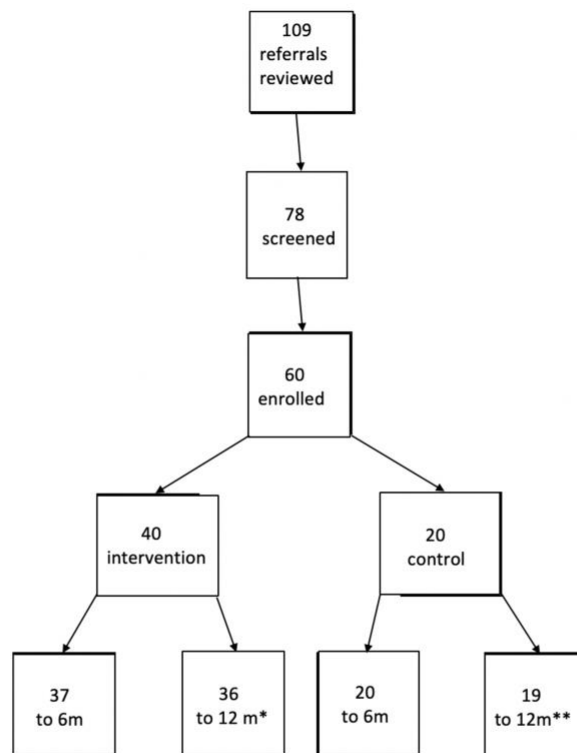 109
referrals
reviewed
78
screened
60
enrolled
40
intervention
20
control
37
to 6m
36
to 12 m*
20
to 6m
19
to 12m**